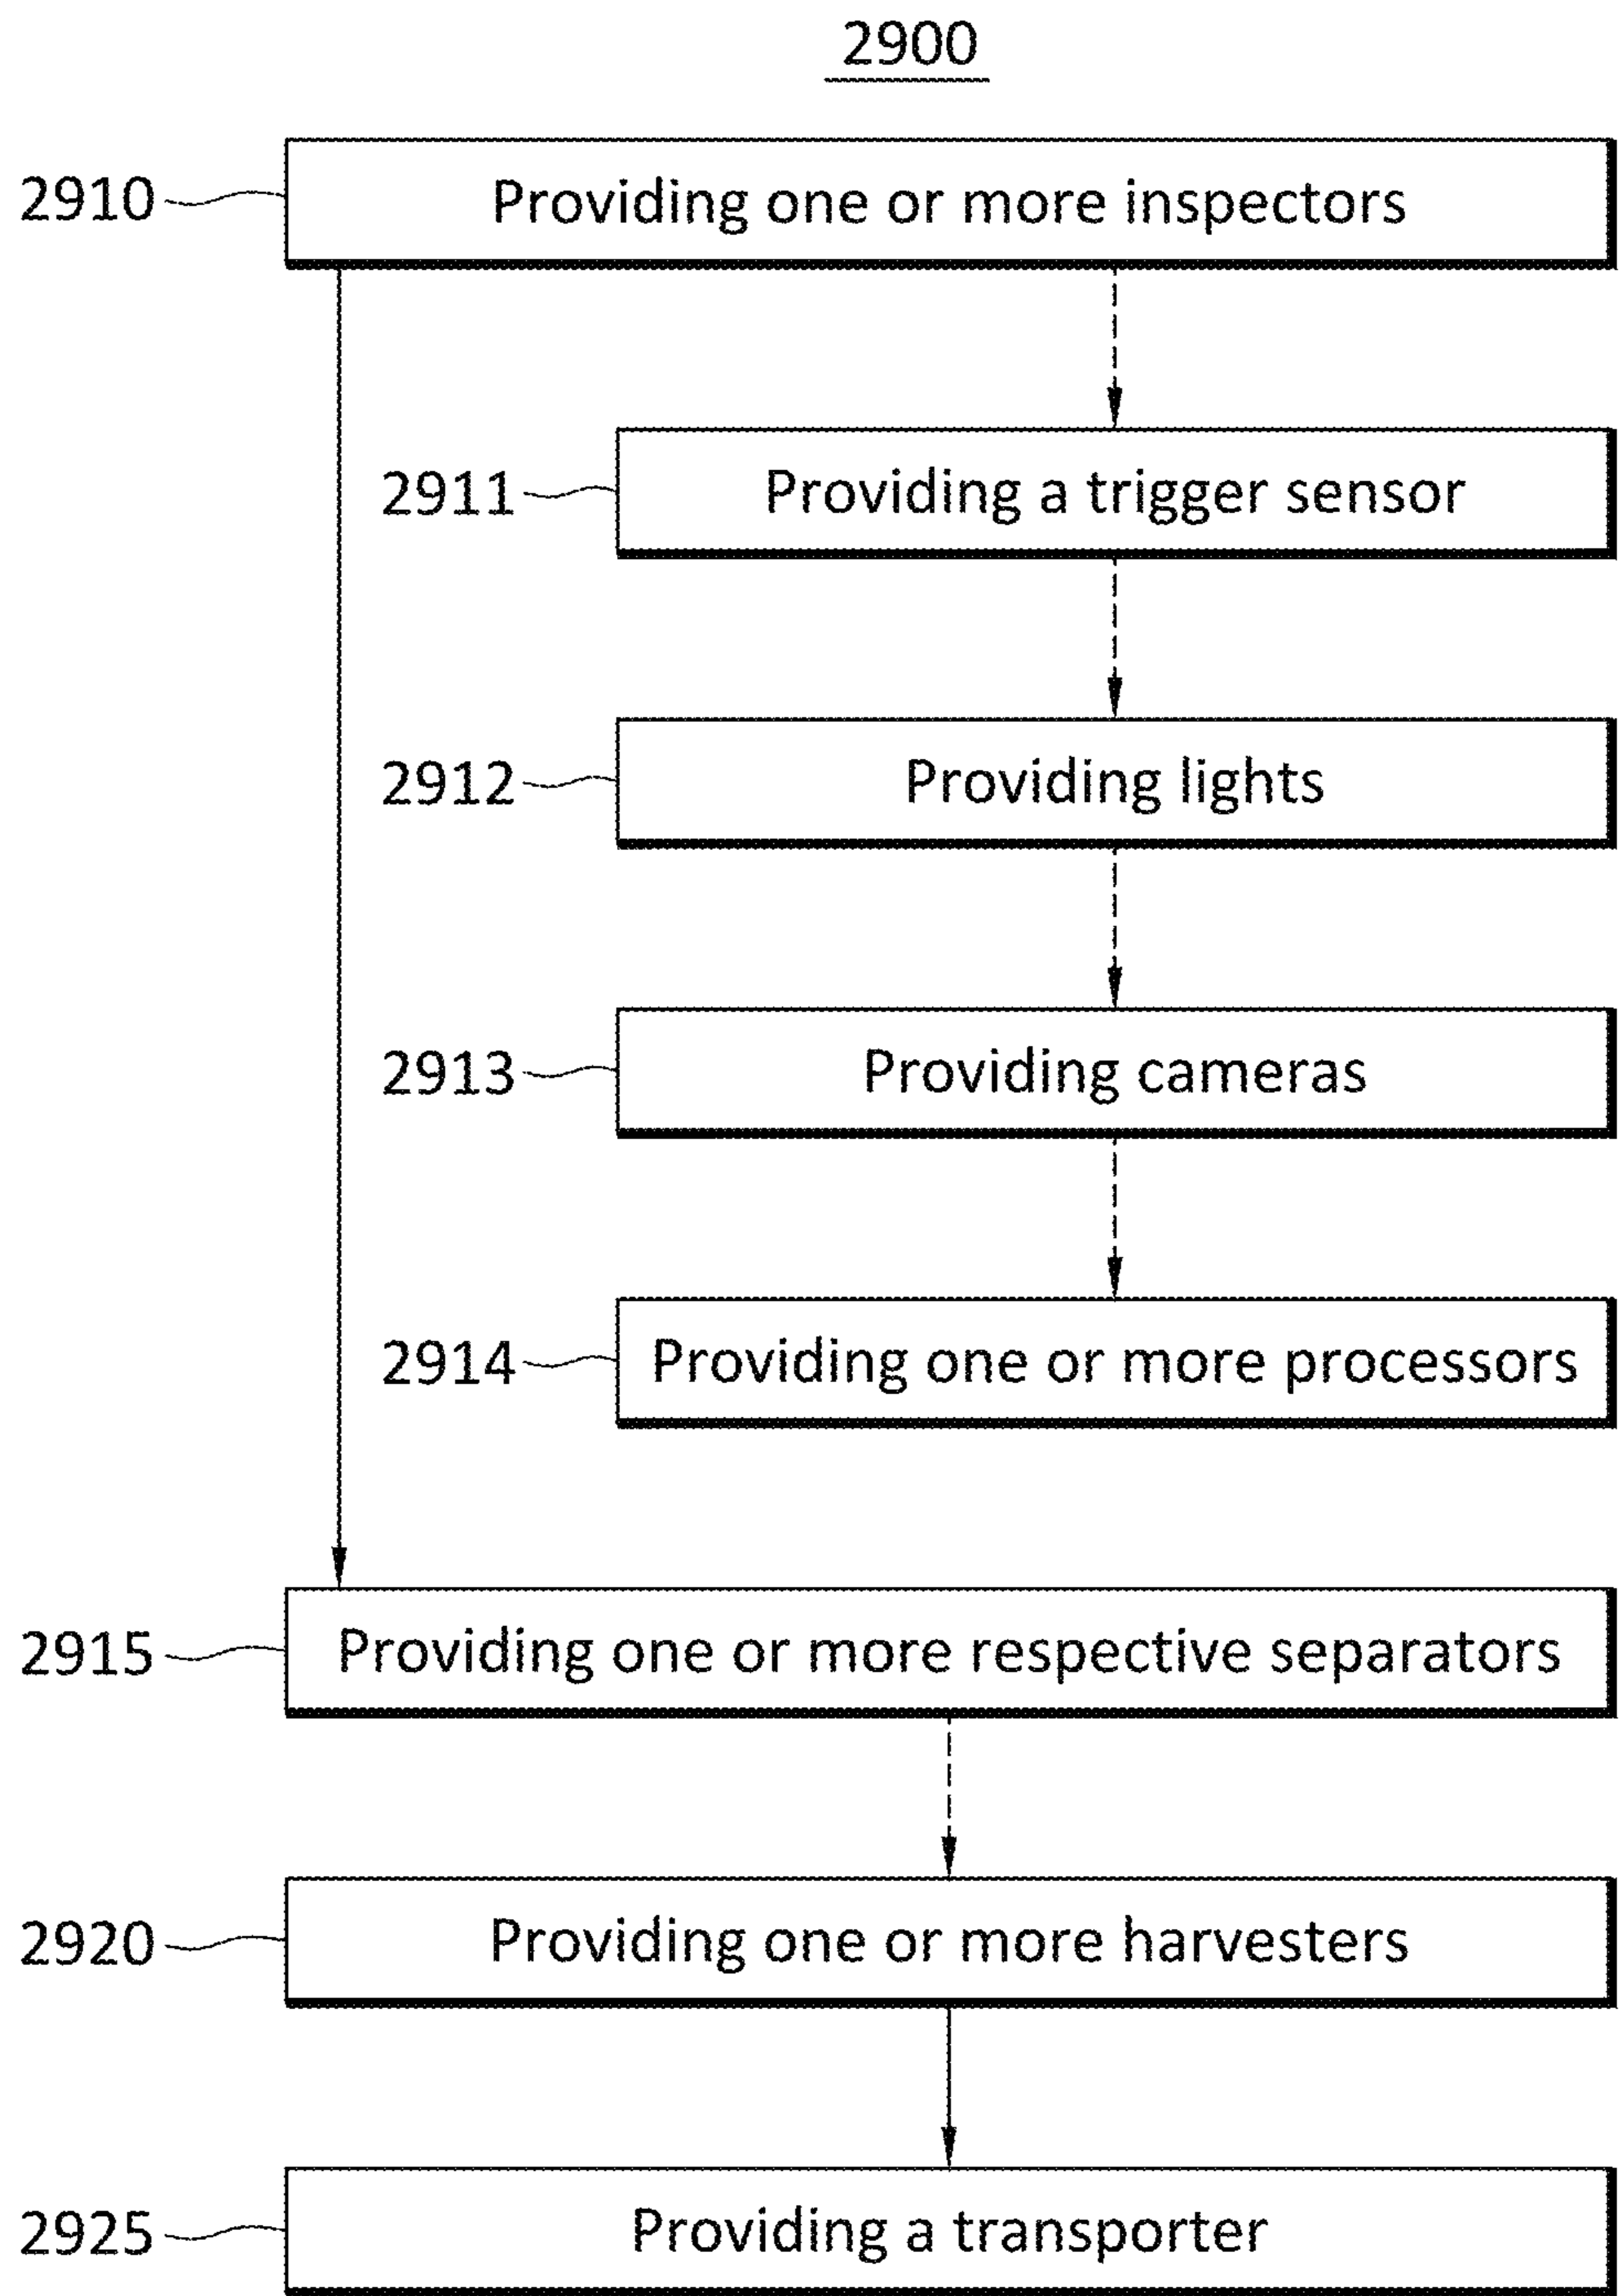 2900
2910 Providing one or more inspectors
2911 Providing a trigger sensor
2912 Providing lights
2913 Providing cameras
2914 Providing one or more processors
2915 Providing one or more respective separators
2920 Providing one or more harvesters
2925 Providing a transporter